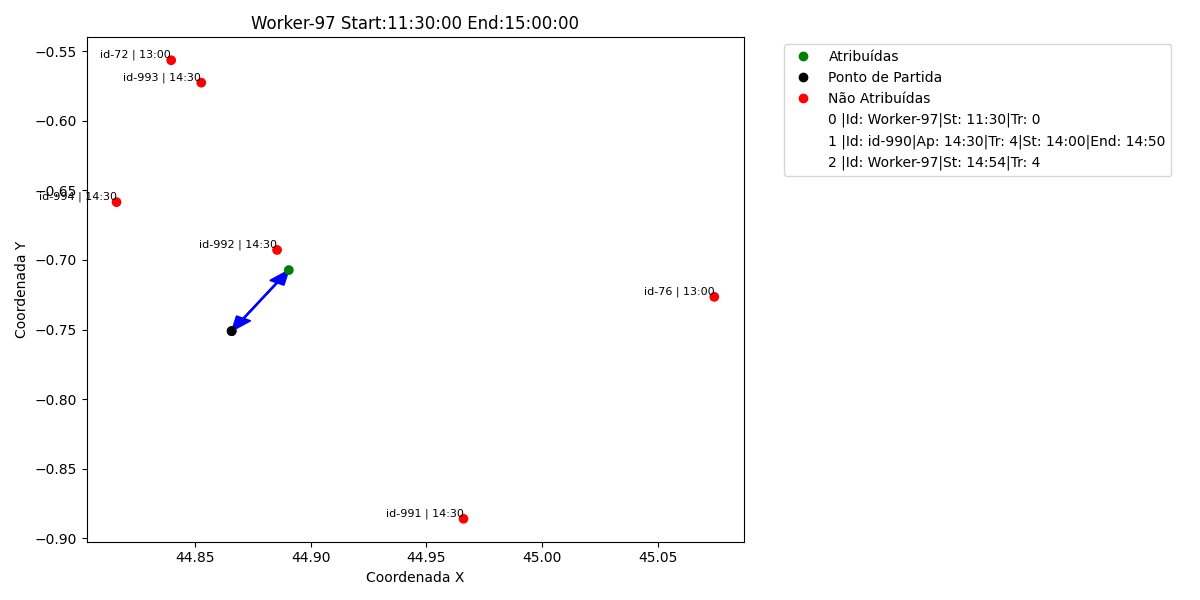 Worker-97 Start:11:30:00 End:15:00:00
−0.55
−0.60
−0.65
−0.70
−0.75
−0.80
−0.85
−0.90
Coordenada Y
id-72 | 13:00
id-993 | 14:30
id-994 | 14:30
id-992 | 14:30
id-76 | 13:00
id-991 | 14:30
44.85
44.90
44.95
45.00
45.05
Coordenada X
Atribuídas
Ponto de Partida
Não Atribuídas
0 |Id: Worker-97|St: 11:30|Tr: 0
1 |Id: id-990|Ap: 14:30|Tr: 4|St: 14:00|End: 14:50
2 |Id: Worker-97|St: 14:54|Tr: 4